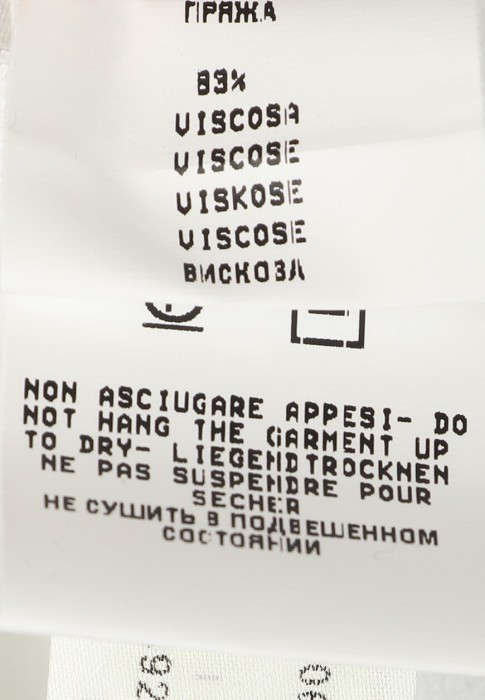 ПРЯЖА
83%
VISCOSA
VISCOSE
VISKOSE
VISCOSE
ВИСКОЗА
NON ASCIUGARE APPESI- DO
NOT HANG THE GARMENT UP
TO DRY- LIEGENDTROCKNEN
NE PAS SUSPENDRE POUR
SECHER
НЕ СУШИТЬ В ПОДВЕШЕННОМ
СОСТОЯНИИ